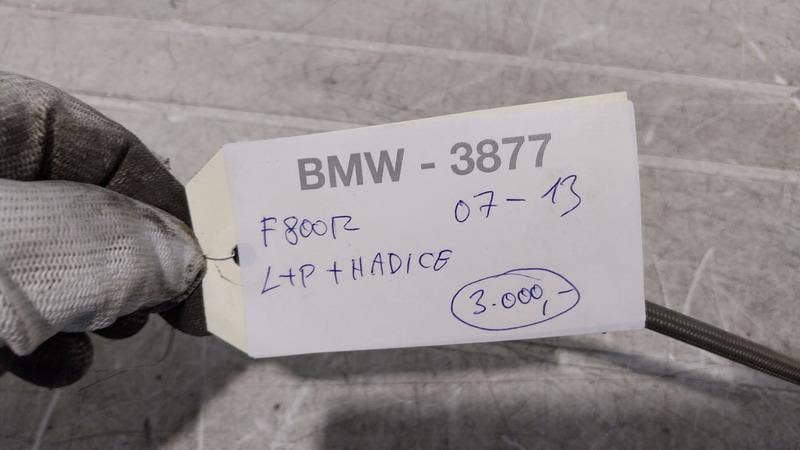 BMW - 3877
F800R 07-13
L+P+HADICE
3.000,-